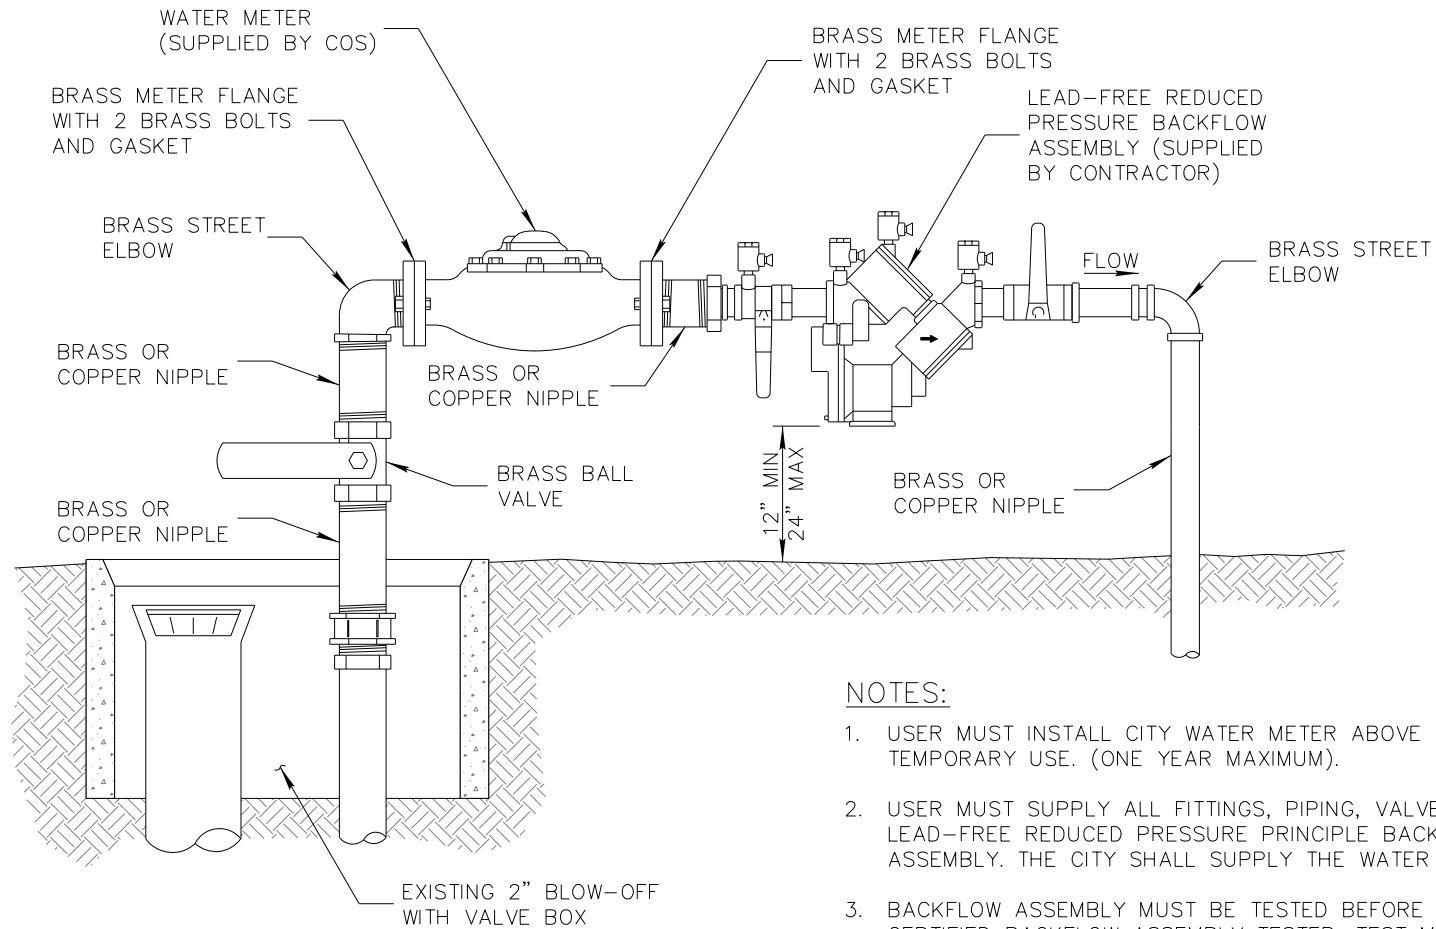 WATER METER
(SUPPLIED BY COS)
BRASS METER FLANGE
WITH 2 BRASS BOLTS
AND GASKET
BRASS METER FLANGE
WITH 2 BRASS BOLTS
AND GASKET
LEAD-FREE REDUCED
PRESSURE BACKFLOW
ASSEMBLY (SUPPLIED
BY CONTRACTOR)
BRASS STREET
ELBOW
FLOW
BRASS STREET
ELBOW
BRASS OR
COPPER NIPPLE
BRASS OR
COPPER NIPPLE
BRASS BALL
VALVE
12" MIN
24" MAX
BRASS OR
COPPER NIPPLE
BRASS OR
COPPER NIPPLE
EXISTING 2" BLOW-OFF
WITH VALVE BOX
NOTES:
1. USER MUST INSTALL CITY WATER METER ABOVE
TEMPORARY USE. (ONE YEAR MAXIMUM).
2. USER MUST SUPPLY ALL FITTINGS, PIPING,
LEAD-FREE REDUCED PRESSURE PRINCIPLE
ASSEMBLY. THE CITY SHALL SUPPLY THE WATER
3. BACKFLOW ASSEMBLY MUST BE TESTED BEFORE